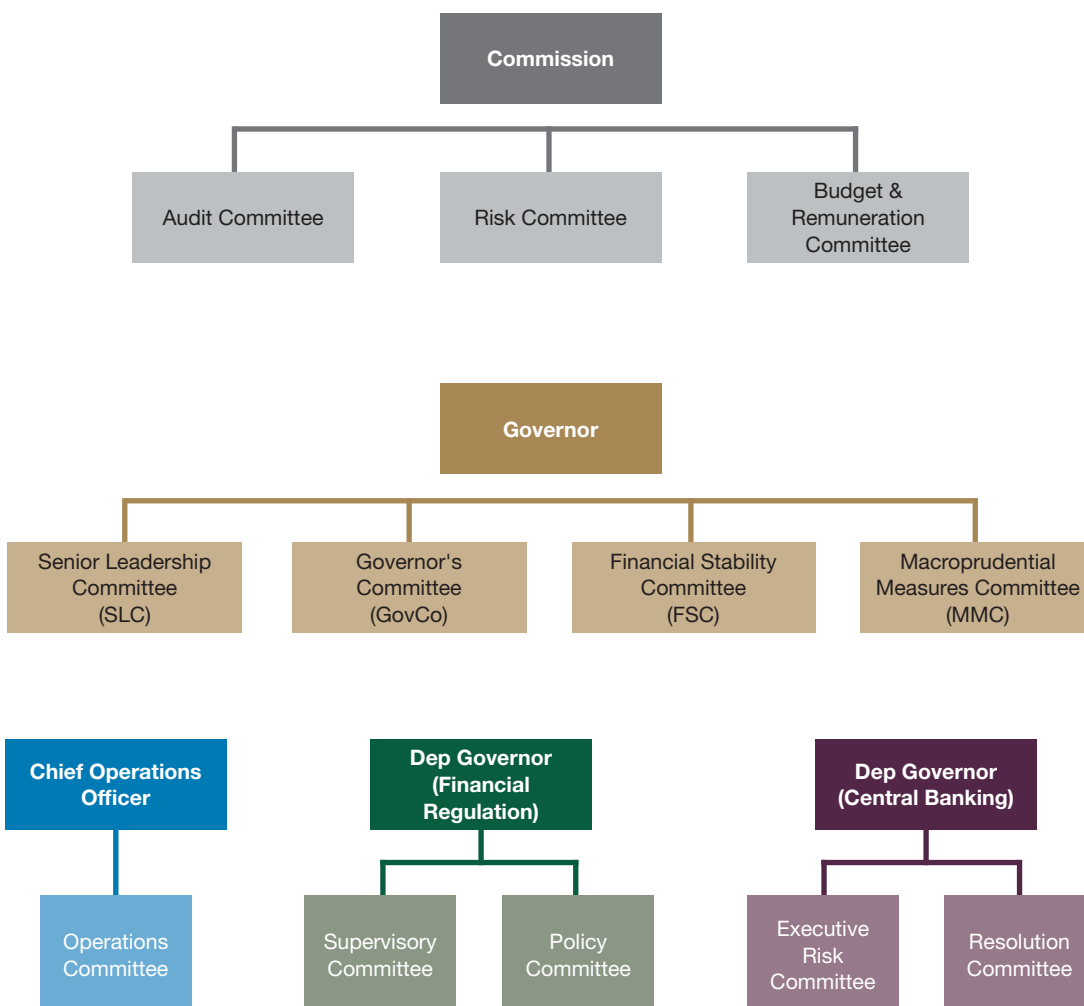 Commission
Audit Committee
Risk Committee
Budget &
Remuneration
Committee
Governor
Senior Leadership
Committee
(SLC)
Governor's
Committee
(GovCo)
Financial Stability
Committee
(FSC)
Macroprudential
Measures Committee
(MMC)
Chief Operations
Officer
Dep Governor
(Financial
Regulation)
Dep Governor
(Central Banking)
Operations
Committee
Supervisory
Committee
Policy
Committee
Executive
Risk
Committee
Resolution
Committee